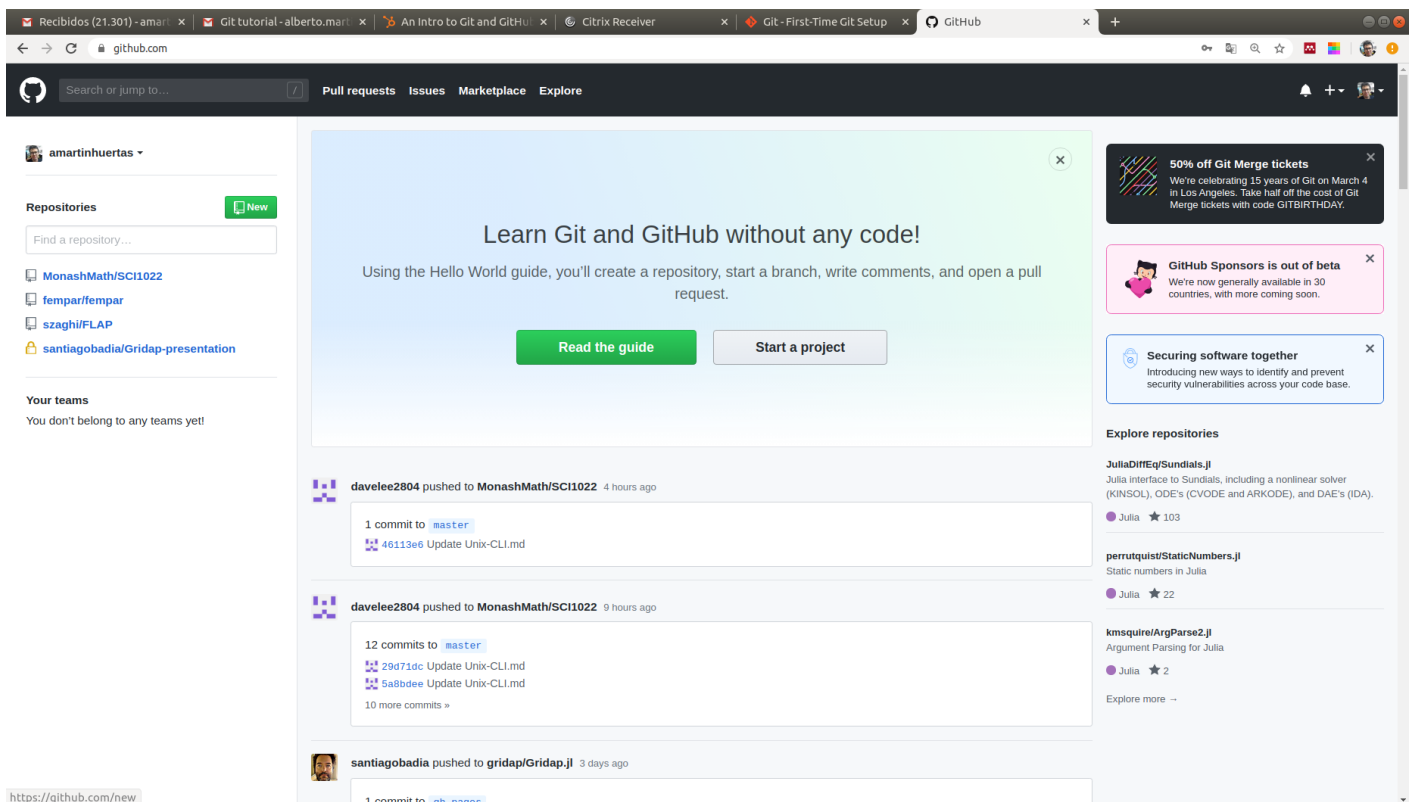 Recibidos (21.301) - amart
Git tutorial - alberto.mart
An Intro to Git and GitHu
Citrix Receiver
Git - First-Time Git Setup
GitHub
github.com
Search or jump to…
/
Pull requests Issues Marketplace Explore
amartinhuertas
Repositories
New
Find a repository…
MonashMath/SCI1022
fempar/fempar
szaghi/FLAP
santiagobadia/Gridap-presentation
Your teams
You don't belong to any teams yet!
Learn Git and GitHub without any code!
Using the Hello World guide, you'll create a repository, start a branch, write comments, and open a pull
request.
Read the guide
Start a project
davelee2804 pushed to MonashMath/SCI1022 4 hours ago
1 commit to master
46113e6 Update Unix-CLI.md
davelee2804 pushed to MonashMath/SCI1022 9 hours ago
12 commits to master
29d71dc Update Unix-CLI.md
5a8bdee Update Unix-CLI.md
10 more commits »
santiagobadia pushed to gridap/Gridap.jl 3 days ago
1 commit to gh-pages
50% off Git Merge tickets
We're celebrating 15 years of Git on March 4
in Los Angeles. Take half off the cost of Git
Merge tickets with code GITBIRTHDAY.
GitHub Sponsors is out of beta
We're now generally available in 30
countries, with more coming soon.
Securing software together
Introducing new ways to identify and prevent
security vulnerabilities across your code base.
Explore repositories
JuliaDiffEq/Sundials.jl
Julia interface to Sundials, including a nonlinear solver
(KINSOL), ODE's (CVODE and ARKODE), and DAE's (IDA).
Julia 103
perrutquist/StaticNumbers.jl
Static numbers in Julia
Julia 22
kmsquire/ArgParse2.jl
Argument Parsing for Julia
Julia 2
Explore more →
https://github.com/new